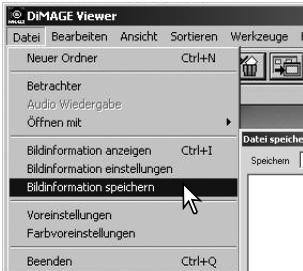 DiMAGE Viewer
Datei Bearbeiten Ansicht Sortieren Werkzeuge
Neuer Ordner Ctrl+N
Betrachter
Audio Wiedergabe
Öffnen mit
Datei speiche
Bildinformation anzeigen Ctrl+I
Speichern
Bildinformation einstellungen
Bildinformation speichern
Voreinstellungen
Farbvoreinstellungen
Beenden Ctrl+Q